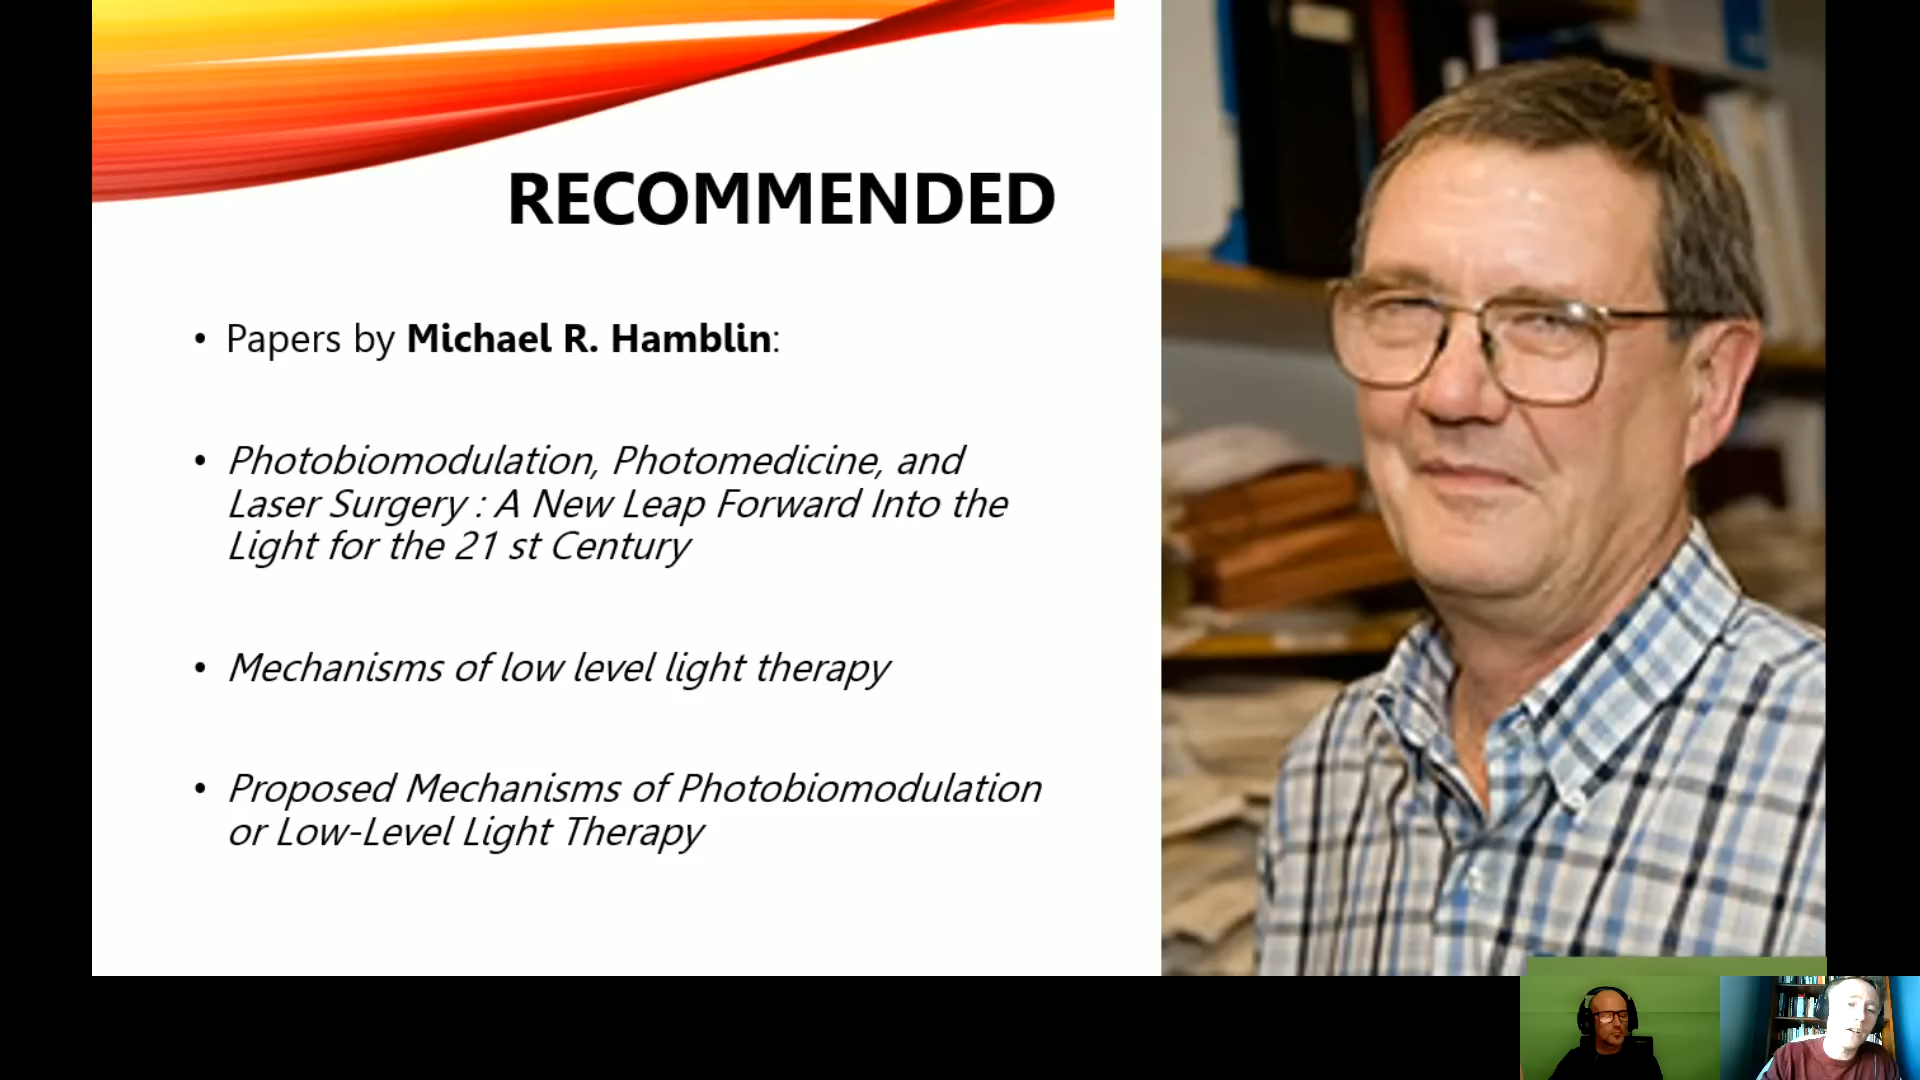 RECOMMENDED
• Papers by Michael R. Hamblin:
• Photobiomodulation, Photomedicine, and
Laser Surgery : A New Leap Forward Into the
Light for the 21 st Century
• Mechanisms of low level light therapy
• Proposed Mechanisms of Photobiomodulation
or Low-Level Light Therapy